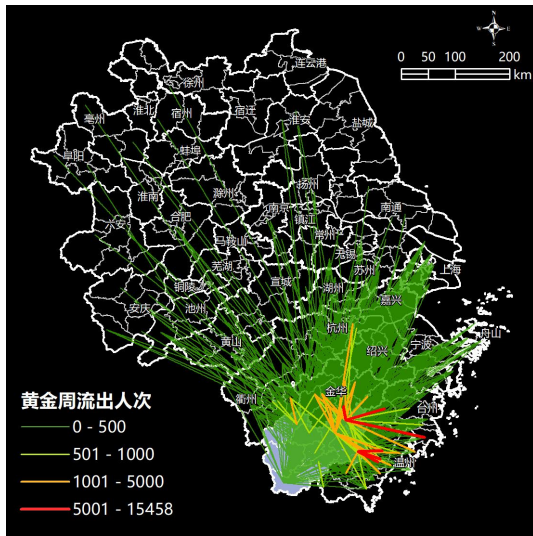 N
W E
S
0 50 100 200
km
连云港
徐州
淮北
宿州
宿迁
淮安
亳州
盐城
阜阳
蚌埠
淮南
滁州
扬州
南京
镇江
南通
合肥
六安
常州
马鞍山
无锡
芜湖
苏州
上海
宣城
湖州
铜陵
嘉兴
安庆
池州
杭州
舟山
黄山
绍兴
宁波
金华
衢州
台州
温州
黄金周流出人次
0 - 500
501 - 1000
1001 - 5000
5001 - 15458